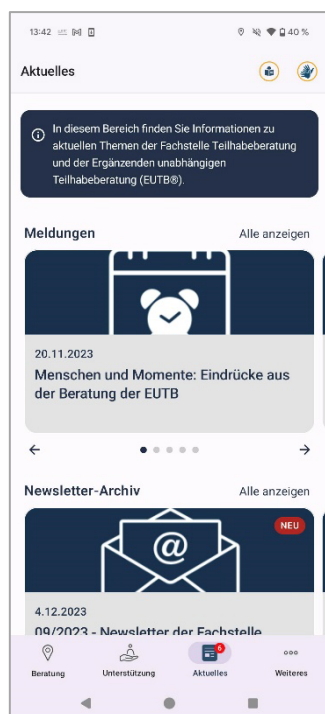 13:42
40 %
Aktuelles
In diesem Bereich finden Sie Informationen zu
aktuellen Themen der Fachstelle Teilhabeberatung
und der Ergänzenden unabhängigen
Teilhabeberatung (EUTB®).
Meldungen
Alle anzeigen
20.11.2023
Menschen und Momente: Eindrücke aus
der Beratung der EUTB
Newsletter-Archiv
Alle anzeigen
NEU
@
4.12.2023
09/2023 - Newsletter der Fachstelle
6
Beratung
Unterstützung
Aktuelles
Weiteres